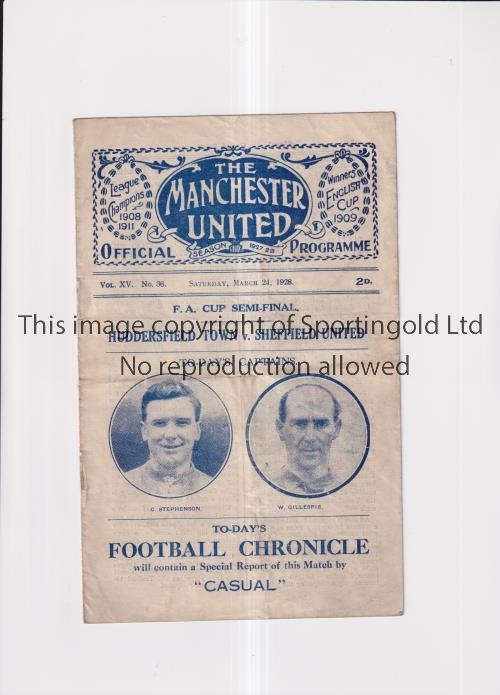 THE
MANCHESTER
UNITED
League Champions 1908 1911
Winners ENGLISH CUP 1909
OFFICIAL SEASON 1927-28 PROGRAMME
VOL. XV. No. 36. SATURDAY, MARCH 24, 1928. 2D.
F. A. CUP SEMI-FINAL.
This image copyright of Sportingold Ltd
HUDDERSFIELD TOWN v. SHEFFIELD UNITED
TO-DAY'S CAPTAINS.
No reproduction allowed
C. STEPHENSON. W. GILLESPIE.
TO-DAY'S
FOOTBALL CHRONICLE
will contain a Special Report of this Match by
"CASUAL"